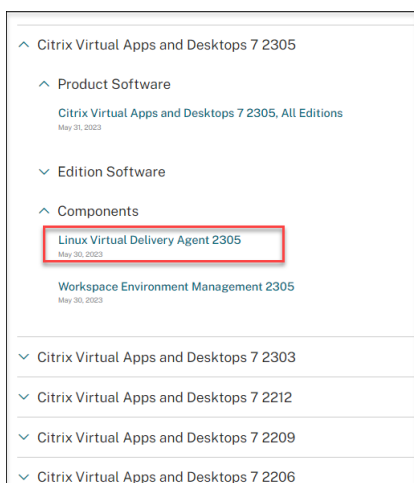 Citrix Virtual Apps and Desktops 7 2305
Product Software
Citrix Virtual Apps and Desktops 7 2305, All Editions
May 31, 2023
Edition Software
Components
Linux Virtual Delivery Agent 2305
May 30, 2023
Workspace Environment Management 2305
May 30, 2023
Citrix Virtual Apps and Desktops 7 2303
Citrix Virtual Apps and Desktops 7 2212
Citrix Virtual Apps and Desktops 7 2209
Citrix Virtual Apps and Desktops 7 2206